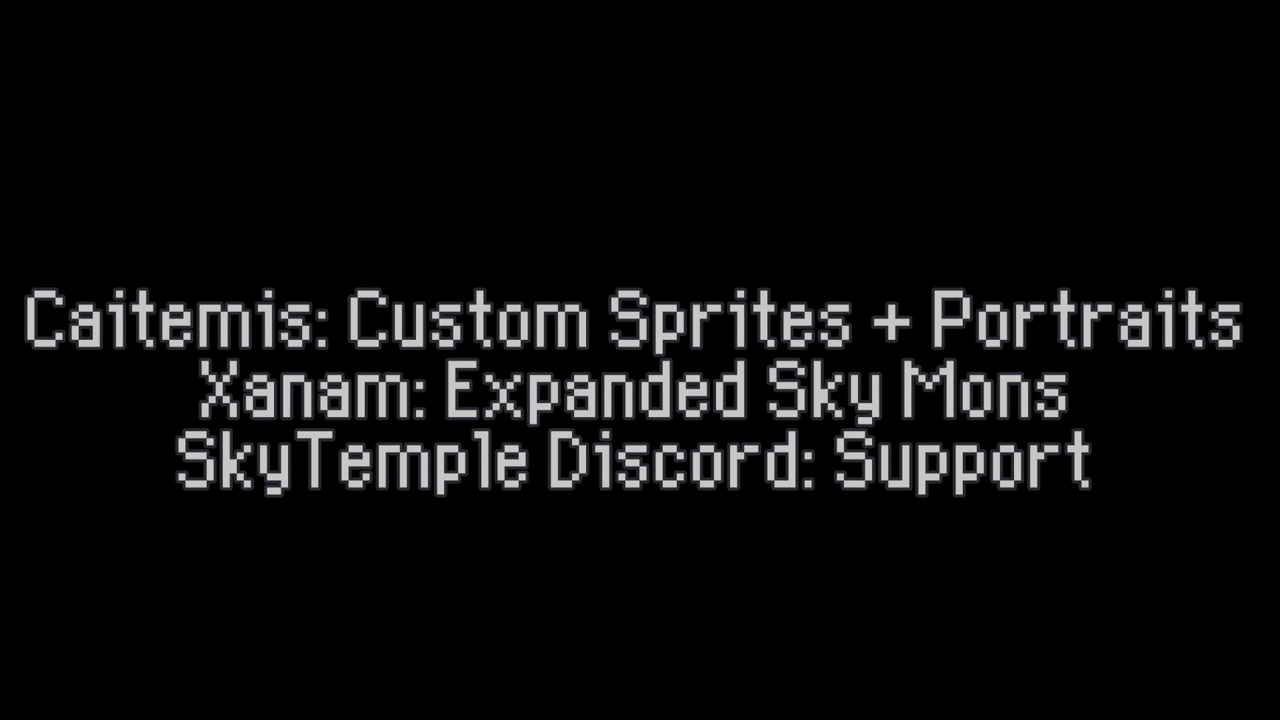 Caitemis: Custom Sprites + Portraits
Xanam: Expanded Sky Mons
SkyTemple Discord: Support